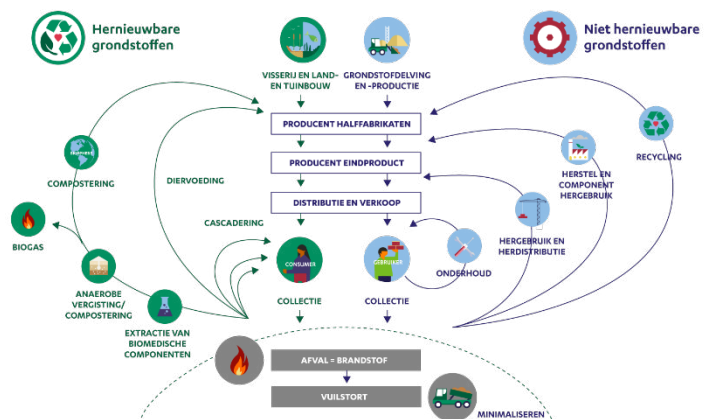 Hernieuwbare
grondstoffen
Niet hernieuwbare
grondstoffen
VISSERIJ EN LAND-
EN TUINBOUW
GRONDSTOFDELVING
EN -PRODUCTIE
PRODUCENT HALFFABRIKATEN
PRODUCENT EINDPRODUCT
DISTRIBUTIE EN VERKOOP
COMPOSTERING
DIERVOEDING
CASCADERING
BIOGAS
ANAEROBE
VERGISTING/
COMPOSTERING
EXTRACTIE VAN
BIOMEDISCHE
COMPONENTEN
CONSUMER
GEBRUIKER
COLLECTIE
COLLECTIE
ONDERHOUD
HERGEBRUIK EN
HERDISTRIBUTIE
HERSTEL EN
COMPONENT
HERGEBRUIK
RECYCLING
AFVAL = BRANDSTOF
VUILSTORT
MINIMALISEREN